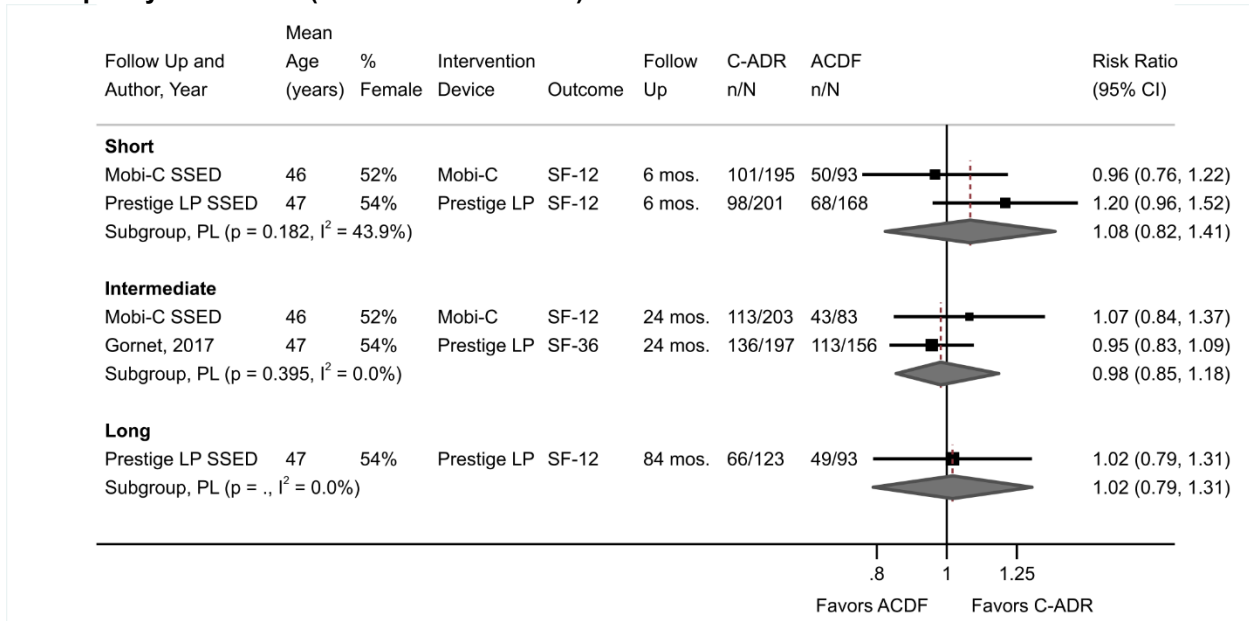 Mean
Follow Up and Age % Intervention Follow C-ADR ACDF Risk Ratio
Author, Year (years) Female Device Outcome Up n/N n/N (95% CI)
Short
Mobi-C SSED 46 52% Mobi-C SF-12 6 mos. 101/195 50/93 0.96 (0.76, 1.22)
Prestige LP SSED 47 54% Prestige LP SF-12 6 mos. 98/201 68/168 1.20 (0.96, 1.52)
Subgroup, PL (p = 0.182, I² = 43.9%) 1.08 (0.82, 1.41)
Intermediate
Mobi-C SSED 46 52% Mobi-C SF-12 24 mos. 113/203 43/83 1.07 (0.84, 1.37)
Gornet, 2017 47 54% Prestige LP SF-36 24 mos. 136/197 113/156 0.95 (0.83, 1.09)
Subgroup, PL (p = 0.395, I² = 0.0%) 0.98 (0.85, 1.18)
Long
Prestige LP SSED 47 54% Prestige LP SF-12 84 mos. 66/123 49/93 1.02 (0.79, 1.31)
Subgroup, PL (p = ., I² = 0.0%) 1.02 (0.79, 1.31)
.8 1 1.25
Favors ACDF Favors C-ADR